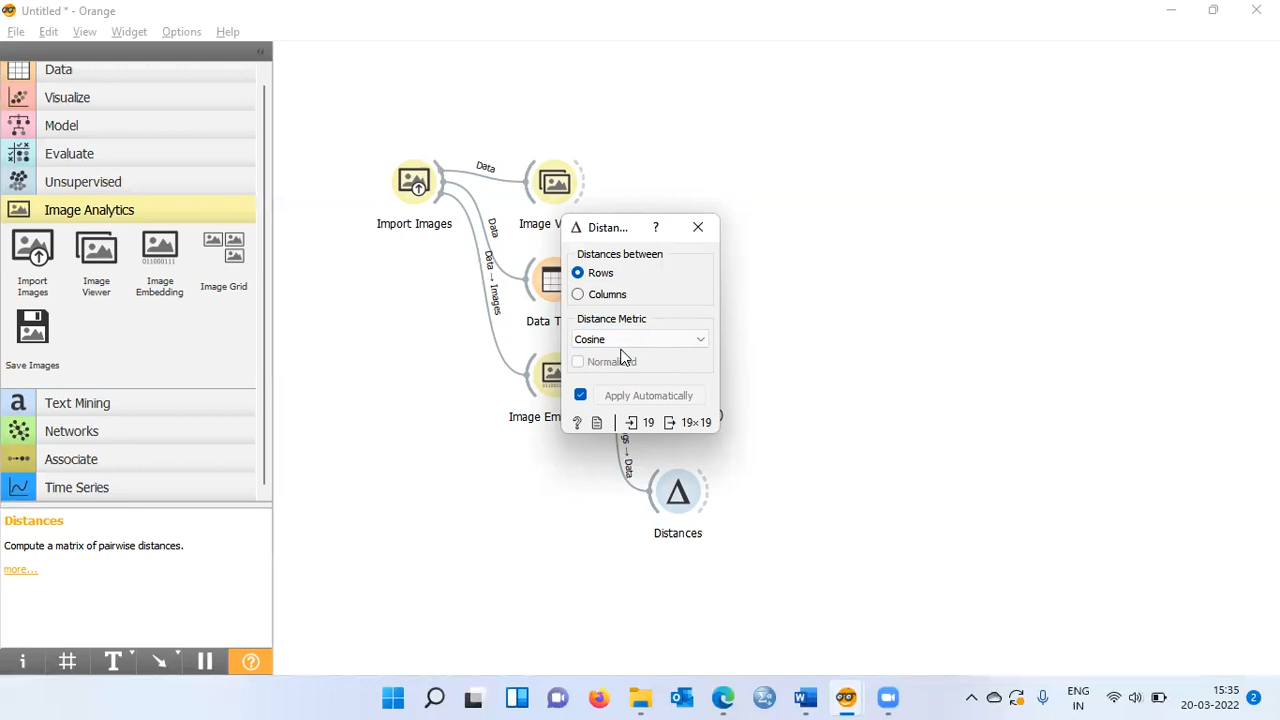 Untitled * - Orange
File Edit View Widget Options Help
Data
Visualize
Model
Evaluate
Unsupervised
Image Analytics
Import Images
Image Viewer
Image Embedding
Image Grid
Save Images
Text Mining
Networks
Associate
Time Series
Distances
Compute a matrix of pairwise distances.
more...
Data
Import Images
Image V
Data
Data → Images
Data T
Image Em
Distan... ?
Distances between
Rows
Columns
Distance Metric
Cosine
Normalized
Apply Automatically
? 19 19×19
gs → Data
Δ
Distances
ENG
IN
15:35
20-03-2022
2